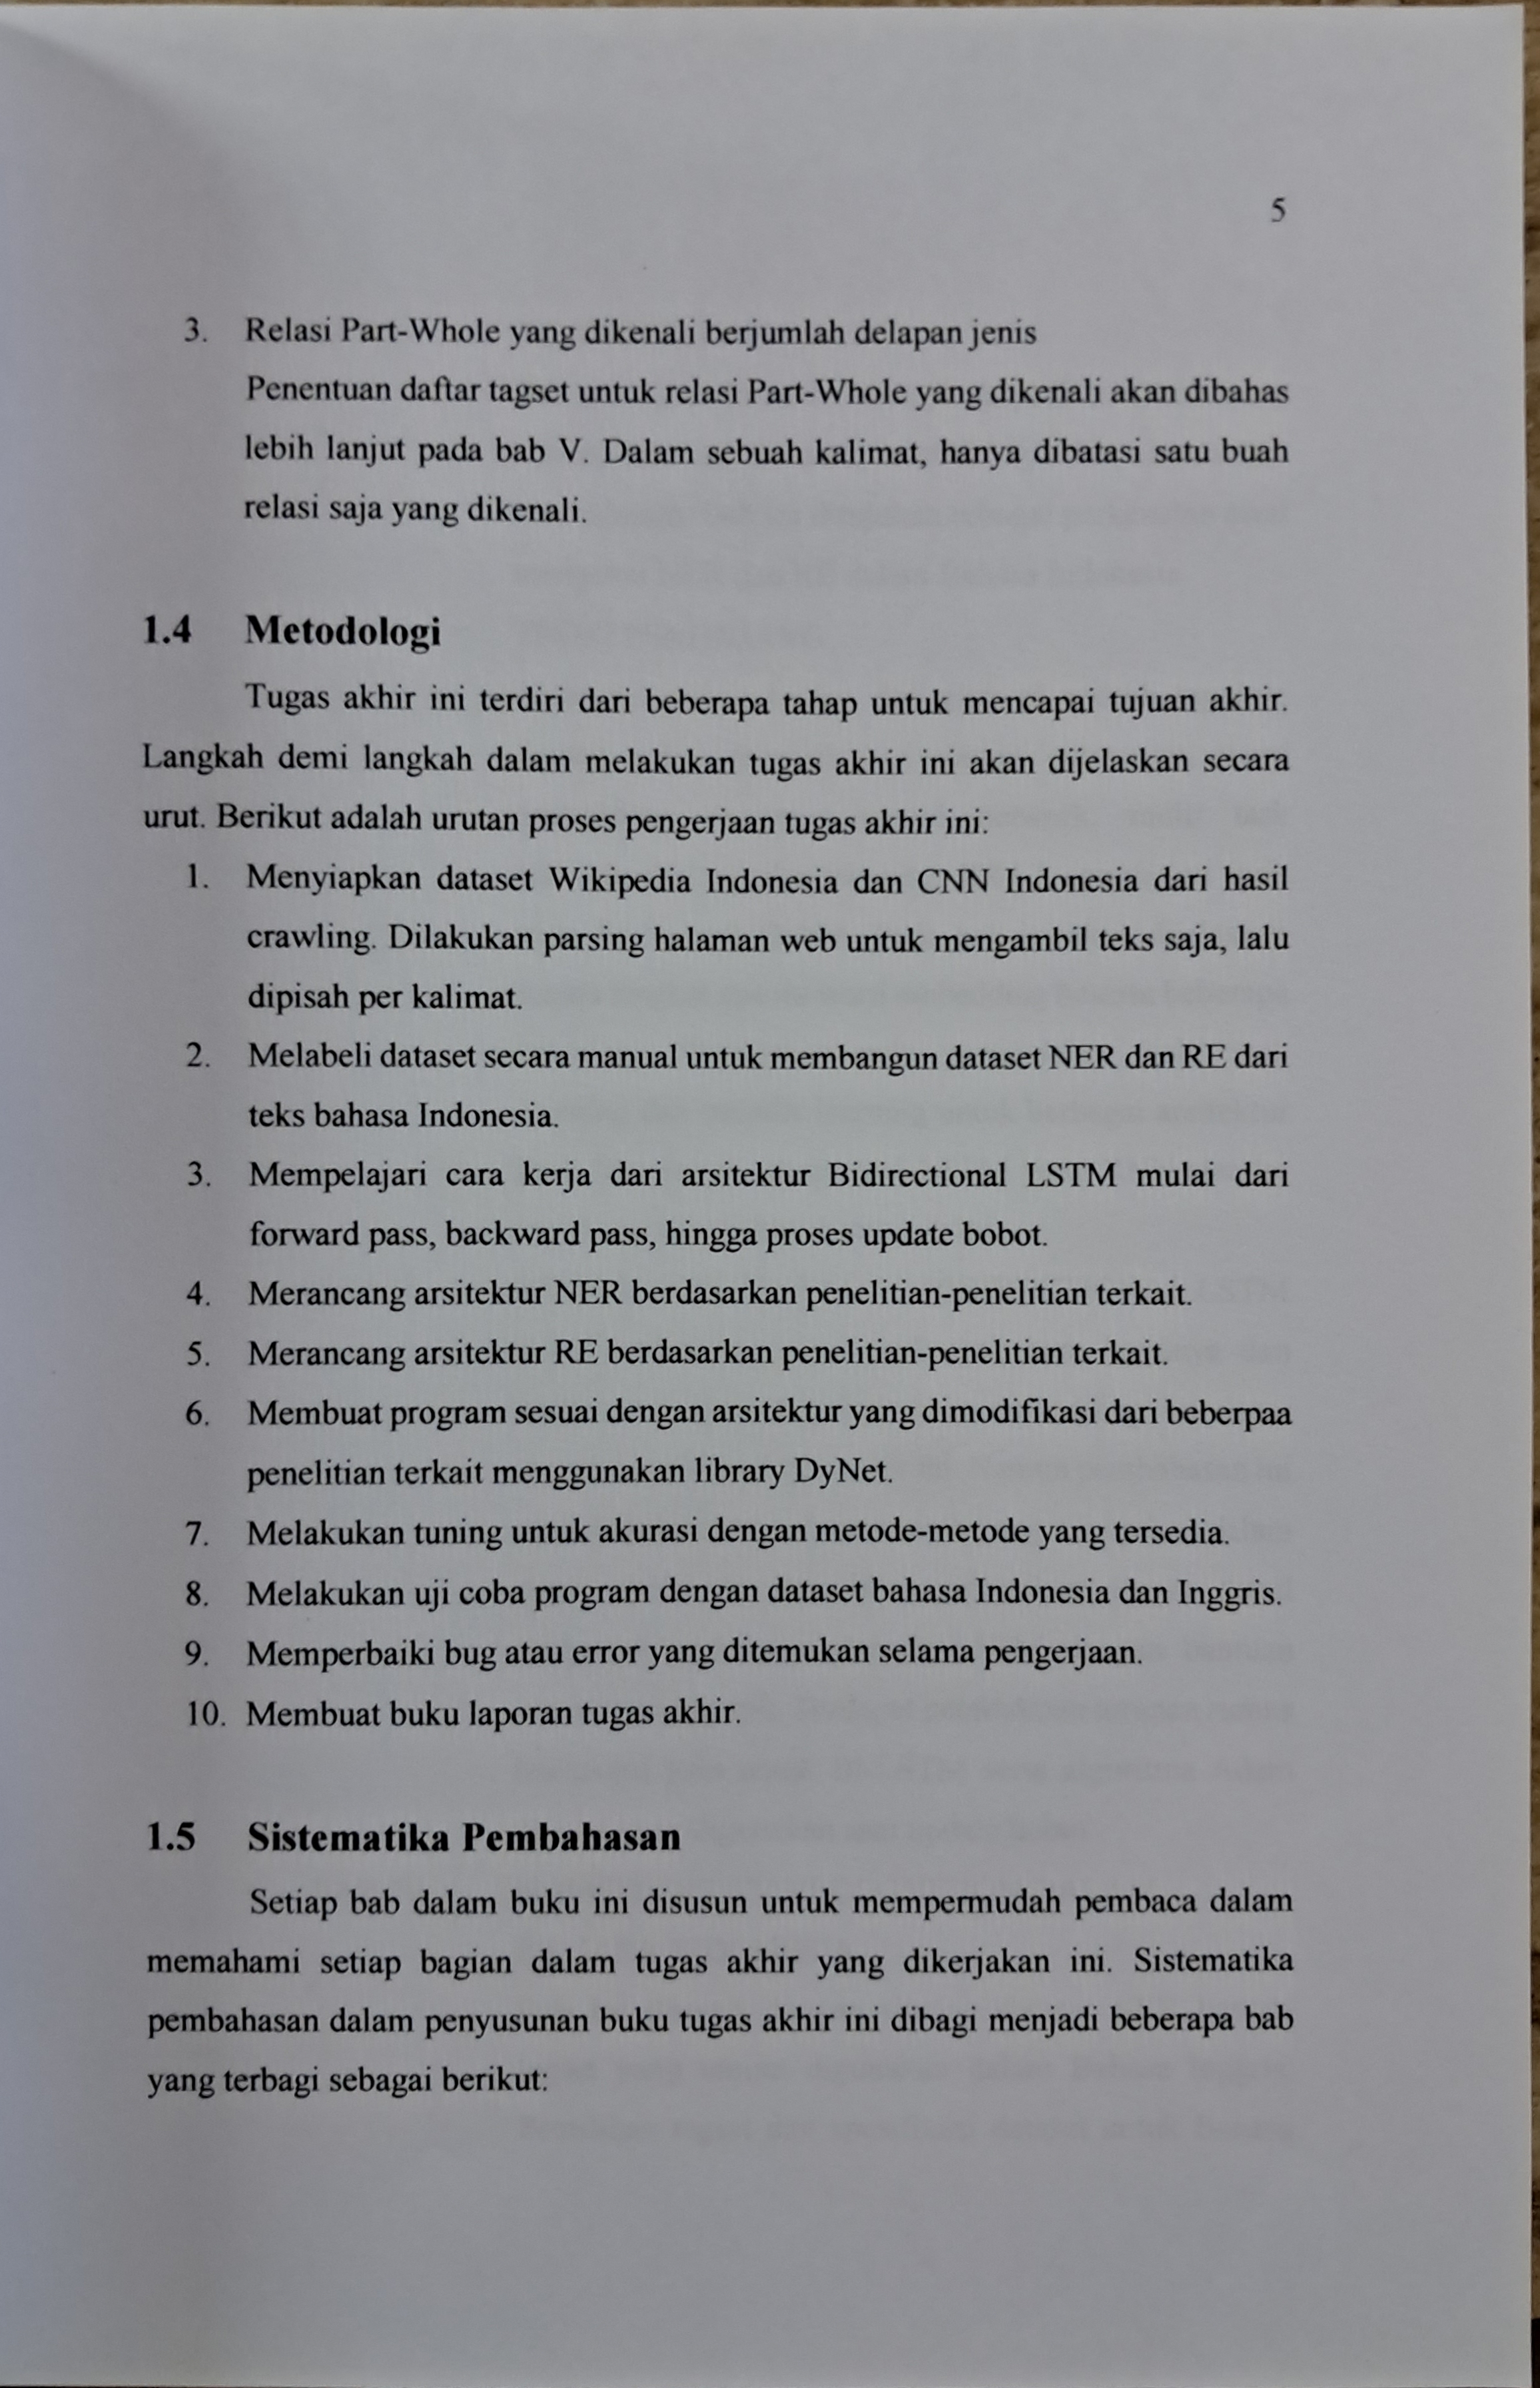 5
3. Relasi Part-Whole yang dikenali berjumlah delapan jenis
Penentuan daftar tagset untuk relasi Part-Whole yang dikenali akan dibahas
lebih lanjut pada bab V. Dalam sebuah kalimat, hanya dibatasi satu buah
relasi saja yang dikenali.
1.4 Metodologi
Tugas akhir ini terdiri dari beberapa tahap untuk mencapai tujuan akhir.
Langkah demi langkah dalam melakukan tugas akhir ini akan dijelaskan secara
urut. Berikut adalah urutan proses pengerjaan tugas akhir ini:
1. Menyiapkan dataset Wikipedia Indonesia dan CNN Indonesia dari hasil
crawling. Dilakukan parsing halaman web untuk mengambil teks saja, lalu
dipisah per kalimat.
2. Melabeli dataset secara manual untuk membangun dataset NER dan RE dari
teks bahasa Indonesia.
3. Mempelajari cara kerja dari arsitektur Bidirectional LSTM mulai dari
forward pass, backward pass, hingga proses update bobot.
4. Merancang arsitektur NER berdasarkan penelitian-penelitian terkait.
5. Merancang arsitektur RE berdasarkan penelitian-penelitian terkait.
6. Membuat program sesuai dengan arsitektur yang dimodifikasi dari beberpaa
penelitian terkait menggunakan library DyNet.
7. Melakukan tuning untuk akurasi dengan metode-metode yang tersedia.
8. Melakukan uji coba program dengan dataset bahasa Indonesia dan Inggris.
9. Memperbaiki bug atau error yang ditemukan selama pengerjaan.
10. Membuat buku laporan tugas akhir.
1.5 Sistematika Pembahasan
Setiap bab dalam buku ini disusun untuk mempermudah pembaca dalam
memahami setiap bagian dalam tugas akhir yang dikerjakan ini. Sistematika
pembahasan dalam penyusunan buku tugas akhir ini dibagi menjadi beberapa bab
yang terbagi sebagai berikut: